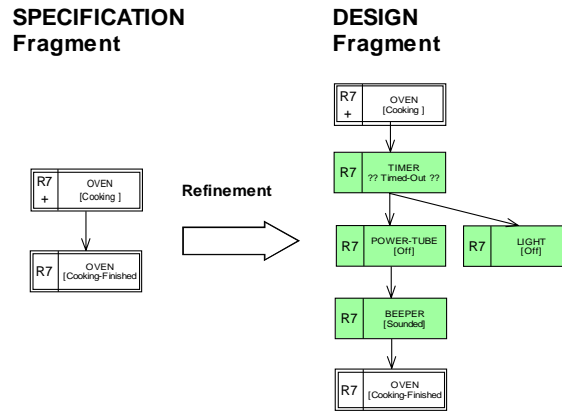 SPECIFICATION
Fragment
DESIGN
Fragment
R7
+
OVEN
[Cooking ]
R7
OVEN
[Cooking-Finished
Refinement
R7
+
OVEN
[Cooking ]
R7
TIMER
?? Timed-Out ??
R7
POWER-TUBE
[Off]
R7
LIGHT
[Off]
R7
BEEPER
[Sounded]
R7
OVEN
[Cooking-Finished